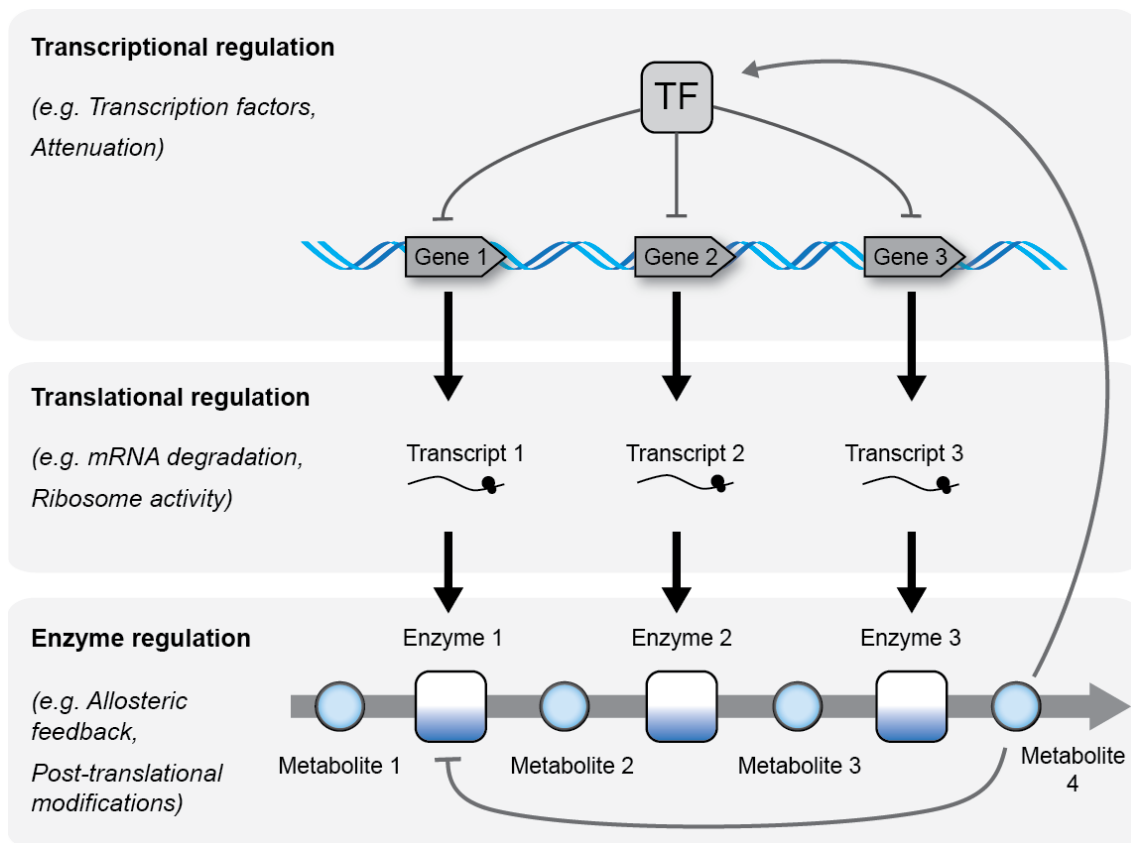 Transcriptional regulation
(e.g. Transcription factors,
Attenuation)
TF
Gene 1
Gene 2
Gene 3
Translational regulation
(e.g. mRNA degradation,
Ribosome activity)
Transcript 1
Transcript 2
Transcript 3
Enzyme regulation
(e.g. Allosteric
feedback,
Post-translational
modifications)
Enzyme 1
Enzyme 2
Enzyme 3
Metabolite 1
Metabolite 2
Metabolite 3
Metabolite
4